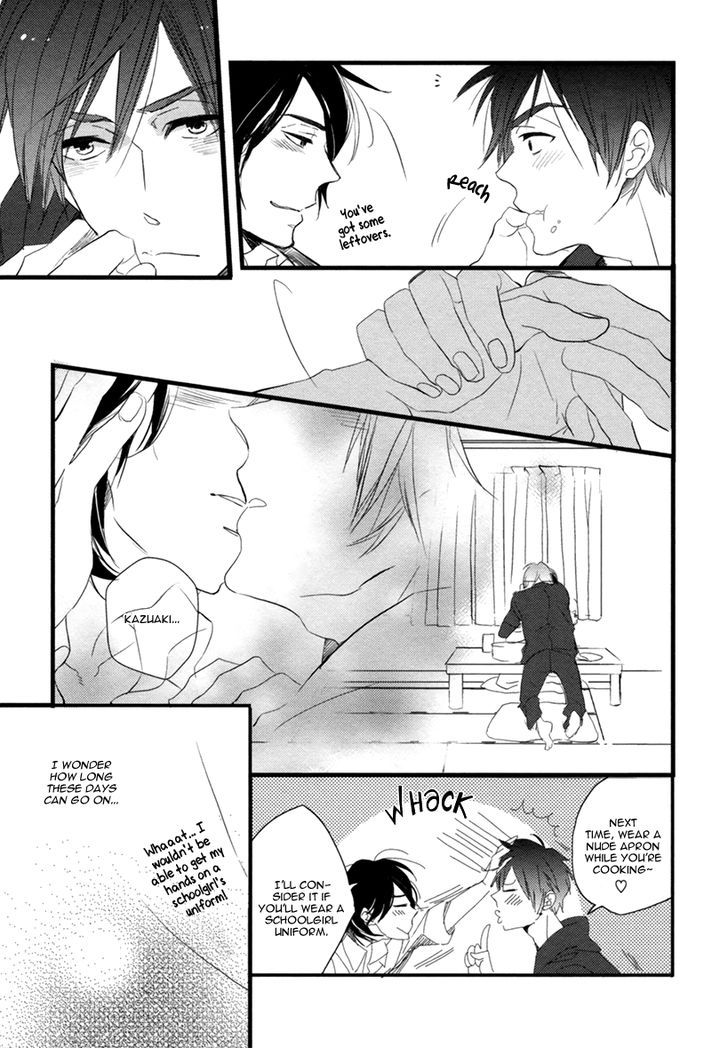 You've
got some
leftovers.
Reach
KAZUAKI...
NEXT
TIME, WEAR A
NUDE APRON
WHILE YOU'RE
COOKING~
♡
WHACK
I'LL CON-
SIDER IT IF
YOU'LL WEAR A
SCHOOLGIRL
UNIFORM.
I WONDER
HOW LONG
THESE DAYS
CAN GO ON...
Whaaat... I
wouldn't be
able to get my
hands on a
schoolgirl's
uniform!